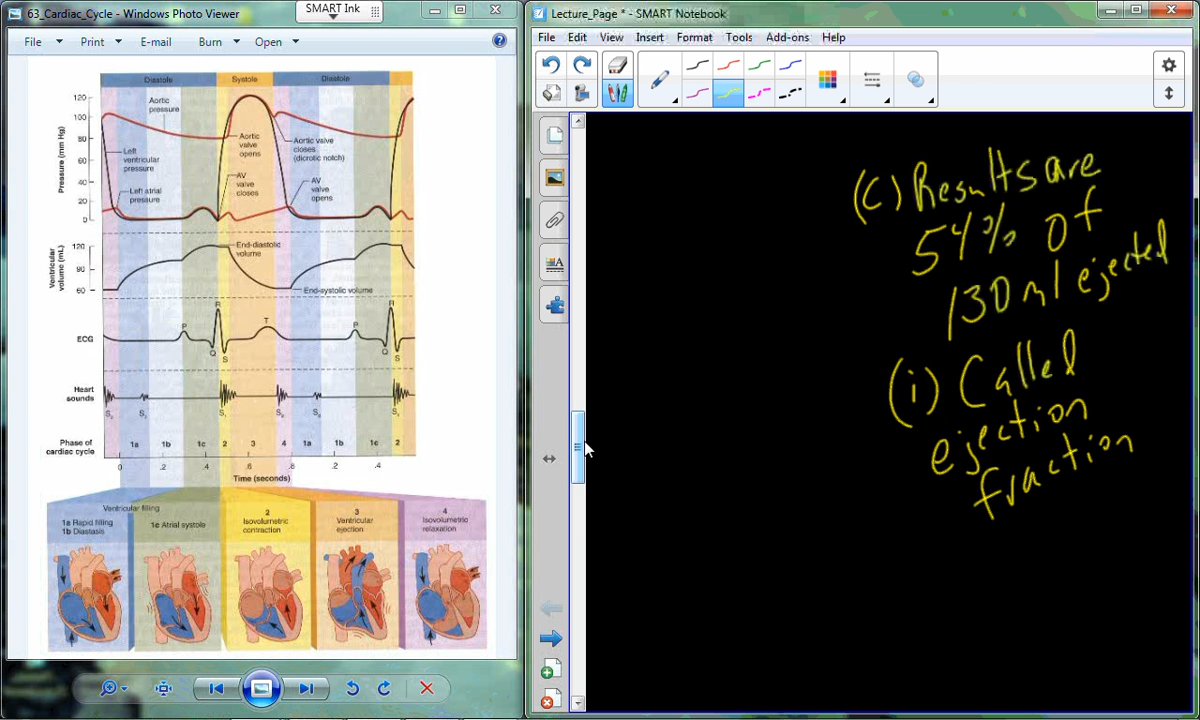 63_Cardiac_Cycle - Windows Photo Viewer
SMART Ink
File Print E-mail Burn Open
Diastole Systole Diastole
Pressure (mm Hg)
120
100
80
60
40
20
0
Aortic
pressure
Left
ventricular
pressure
Left atrial
pressure
Aortic
valve
opens
AV
valve
closes
Aortic valve
closes
(dicrotic notch)
AV
valve
opens
Ventricular
volume (mL)
120
90
60
End-diastolic
volume
End-systolic volume
ECG
P Q R S T P Q R S
Heart
sounds
S₁
Phase of
cardiac cycle
1a 1b 1c 2 3 4 1a 1b 1c 2
0 .2 .4 .6 .8 .2 .4
Time (seconds)
Ventricular filling
1a Rapid filling
1b Diastasis
1c Atrial systole
2
Isovolumetric
contraction
3
Ventricular
ejection
4
Isovolumetric
relaxation
Lecture_Page * - SMART Notebook
File Edit View Insert Format Tools Add-ons Help
(C) Results are
54% of
130 ml ejected
(i) Called
ejection
fraction